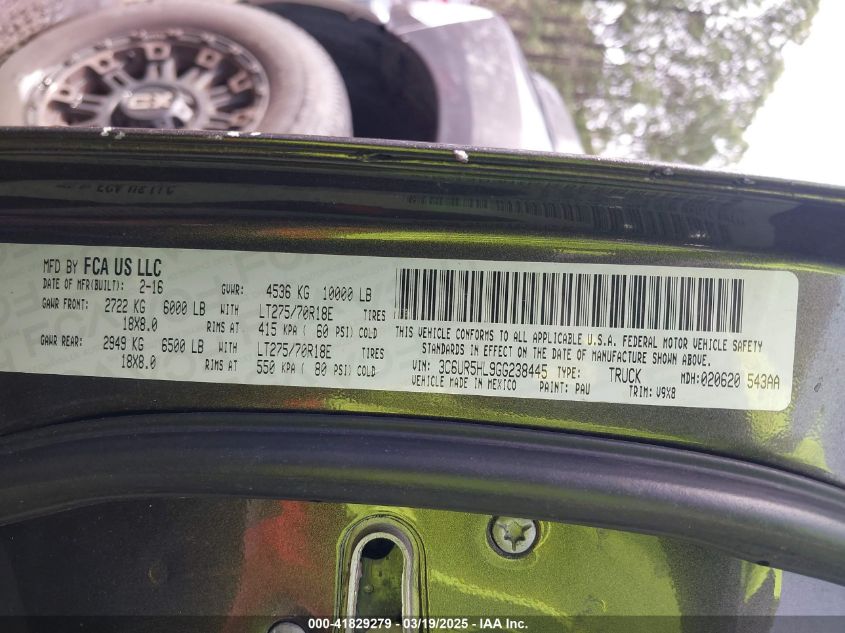 MFD BY FCA US LLC
DATE OF MFR(BUILT): 2-16 GVWR: 4536 KG 10000 LB
GAWR FRONT: 2722 KG 6000 LB WITH LT275/70R18E TIRES
18X8.0 RIMS AT 415 KPA ( 60 PSI) COLD
GAWR REAR: 2949 KG 6500 LB WITH LT275/70R18E TIRES
18X8.0 RIMS AT 550 KPA ( 80 PSI) COLD
THIS VEHICLE CONFORMS TO ALL APPLICABLE U.S.A. FEDERAL MOTOR VEHICLE SAFETY
STANDARDS IN EFFECT ON THE DATE OF MANUFACTURE SHOWN ABOVE.
VIN: 3C6UR5HL9GG238445 TYPE: TRUCK MDH:020620 543AA
VEHICLE MADE IN MEXICO PAINT: PAU TRIM: V9X8
000-41829279 - 03/19/2025 - IAA Inc.